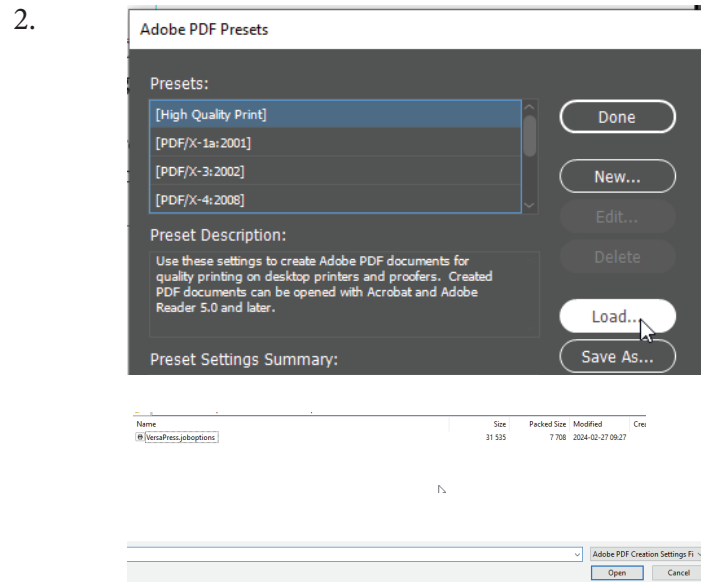 2.
Adobe PDF Presets
Presets:
[High Quality Print]
[PDF/X-1a:2001]
[PDF/X-3:2002]
[PDF/X-4:2008]
Done
New...
Edit...
Delete
Preset Description:
Use these settings to create Adobe PDF documents for
quality printing on desktop printers and proofers. Created
PDF documents can be opened with Acrobat and Adobe
Reader 5.0 and later.
Load...
Save As...
Preset Settings Summary:
Name Size Packed Size Modified
VersaPress.joboptions 31 535 7 708 2024-02-27 09:27
Adobe PDF Creation Settings Fi
Open Cancel